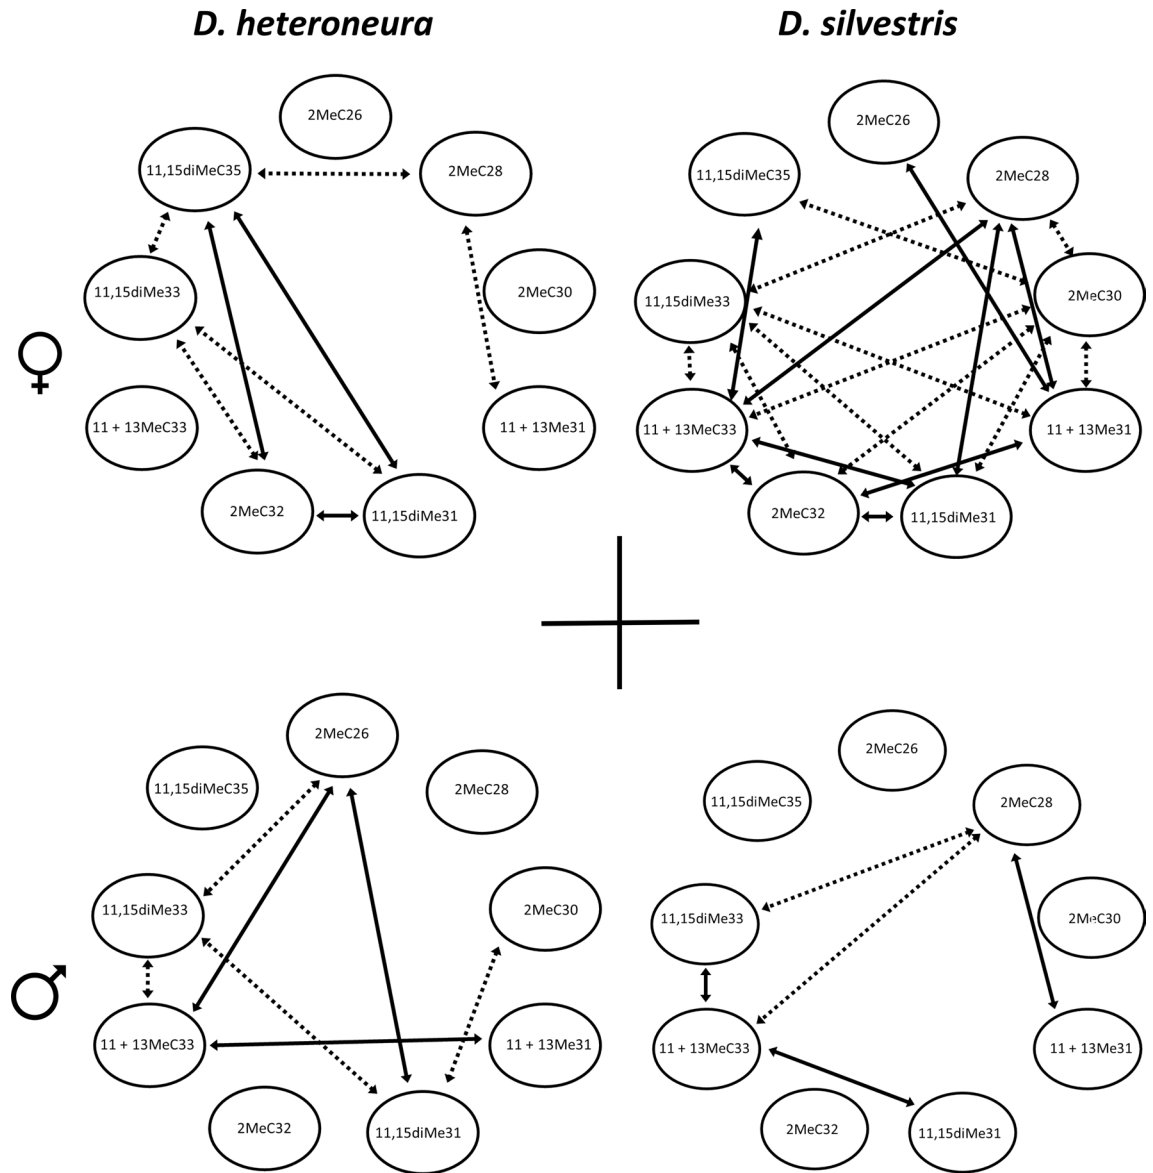 D. heteroneura
D. silvestris
2MeC26
11,15diMeC35
2MeC28
11,15diMe33
2MeC30
11 + 13MeC33
11 + 13Me31
2MeC32
11,15diMe31
2MeC26
11,15diMeC35
2MeC28
11,15diMe33
2MeC30
11 + 13MeC33
11 + 13Me31
2MeC32
11,15diMe31
2MeC26
11,15diMeC35
2MeC28
11,15diMe33
2MeC30
11 + 13MeC33
11 + 13Me31
2MeC32
11,15diMe31
2MeC26
11,15diMeC35
2MeC28
11,15diMe33
2MeC30
11 + 13MeC33
11 + 13Me31
2MeC32
11,15diMe31